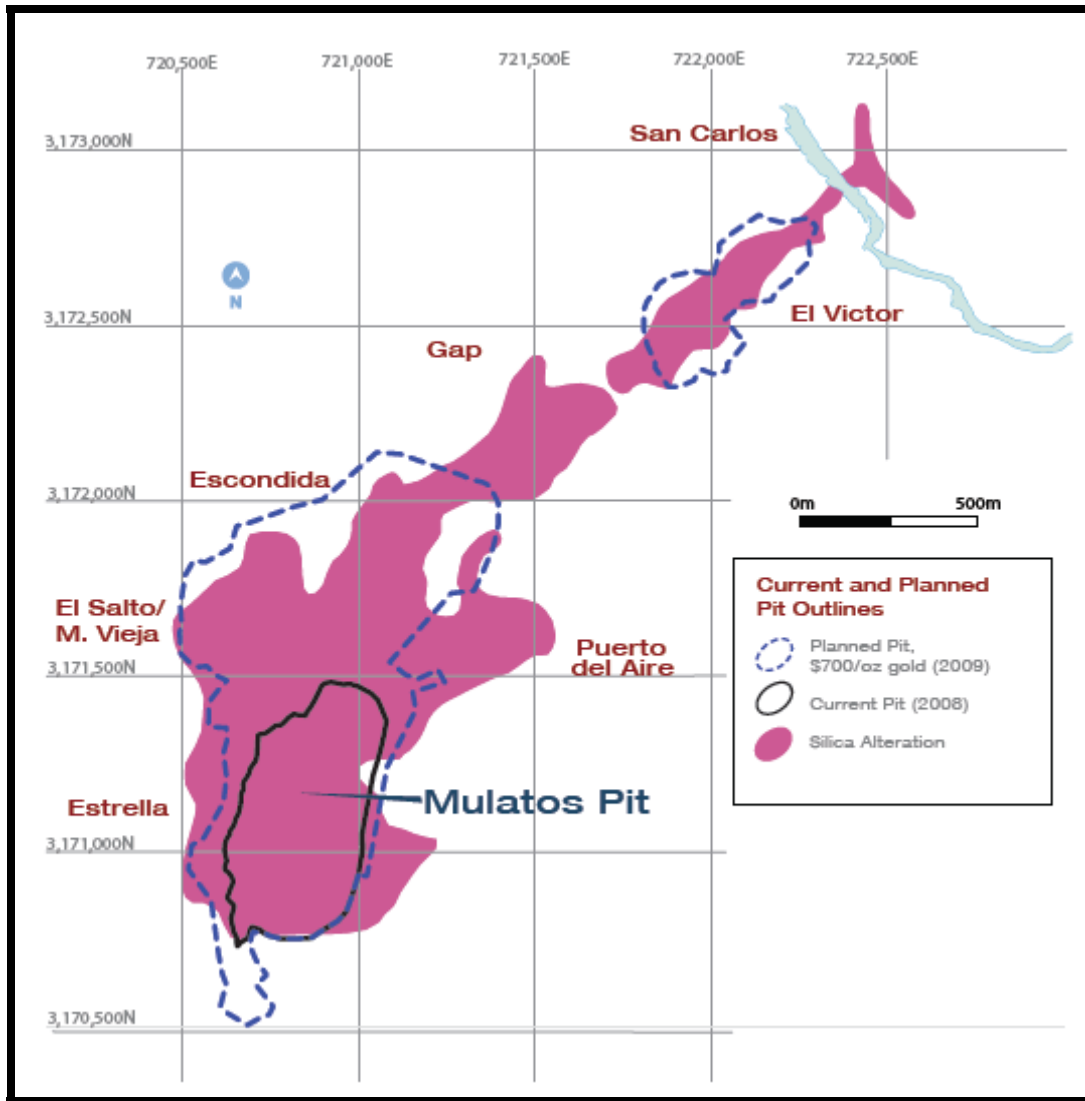 720,500E
721,000E
721,500E
722,000E
722,500E
San Carlos
3,173,000N
N
El Victor
3,172,500N
Gap
Escondida
3,172,000N
0m
500m
Current and Planned
Pit Outlines
Planned Pit,
$700/oz gold (2009)
Current Pit (2008)
Silica Alteration
El Salto/
M. Vieja
Puerto
del Aire
3,171,500N
Estrella
Mulatos Pit
3,171,000N
3,170,500N